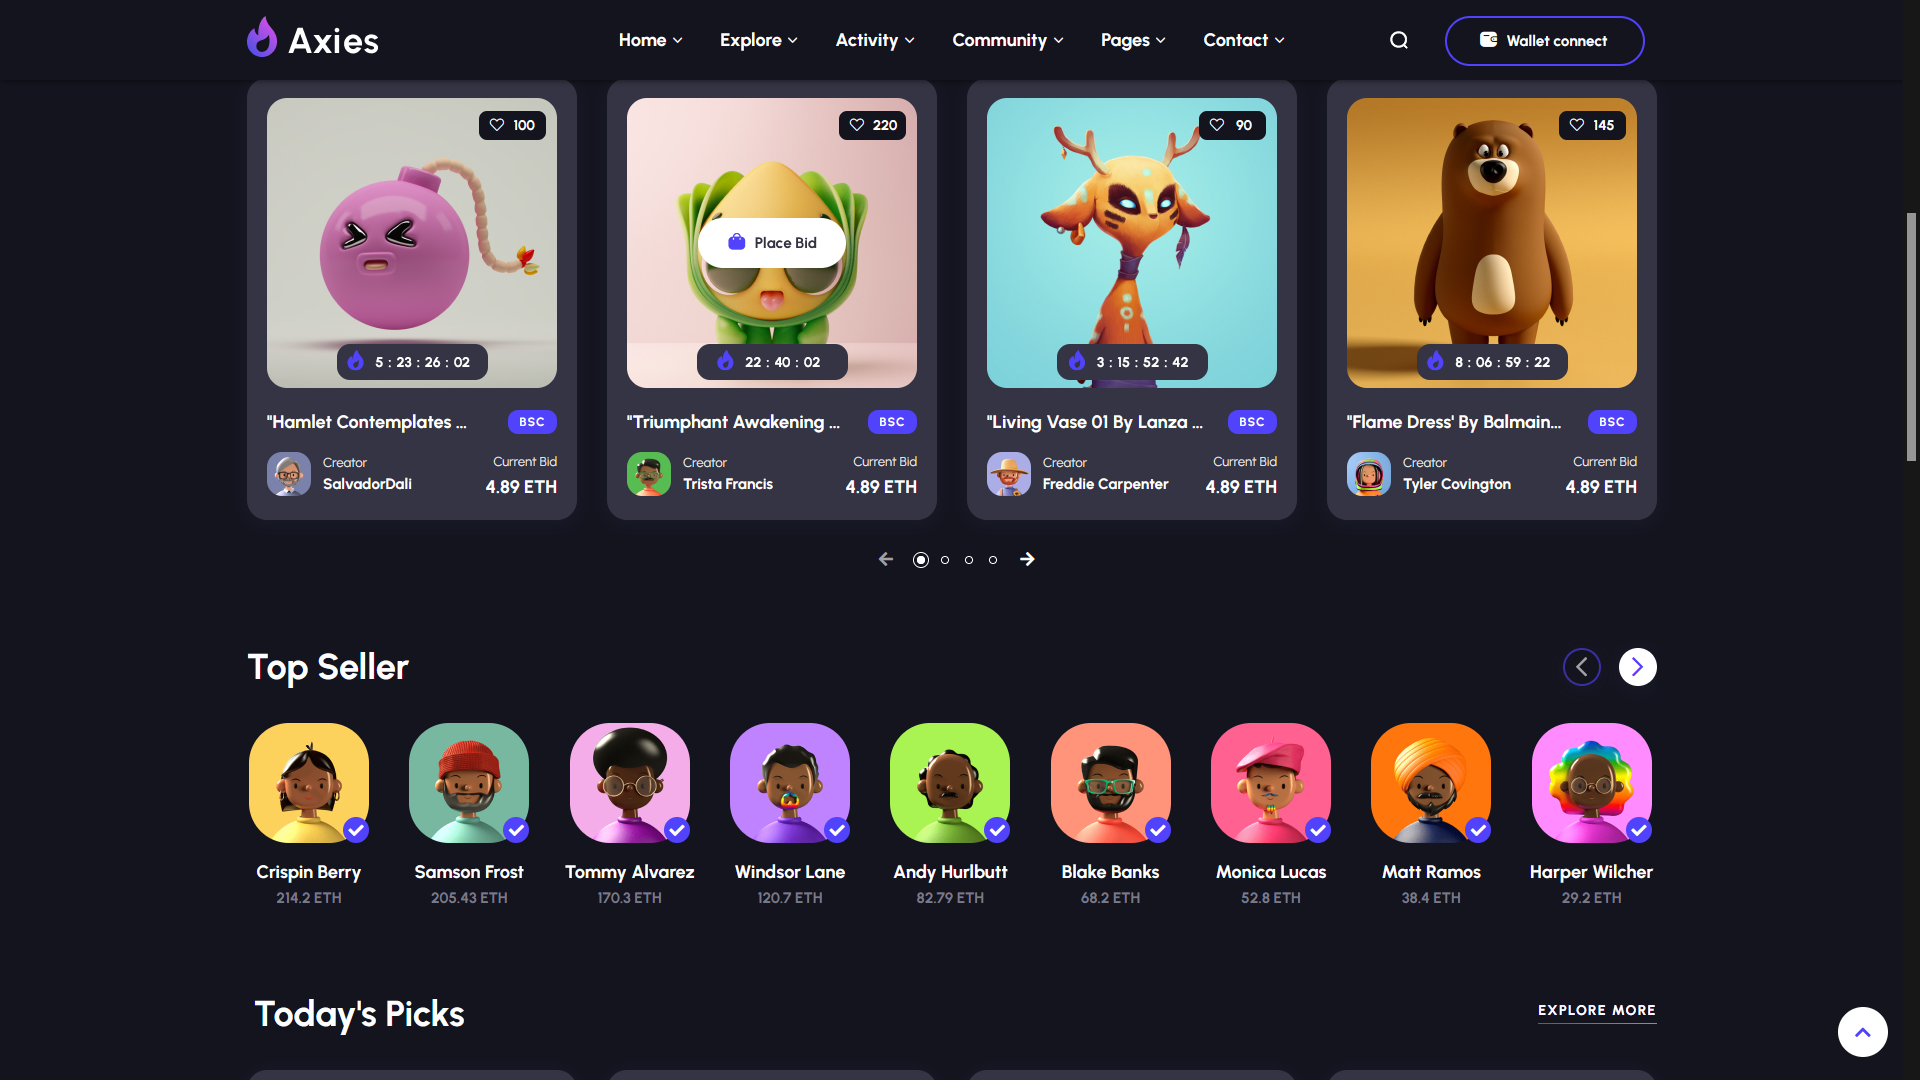 Axies
Home
Explore
Activity
Community
Pages
Contact
Wallet connect
100
220
90
145
Place Bid
5 : 23 : 26 : 02
22 : 40 : 02
3 : 15 : 52 : 42
8 : 06 : 59 : 22
"Hamlet Contemplates ...
BSC
"Triumphant Awakening ...
BSC
"Living Vase 01 By Lanza ...
BSC
"Flame Dress' By Balmain...
BSC
Creator
SalvadorDali
Current Bid
4.89 ETH
Creator
Trista Francis
Current Bid
4.89 ETH
Creator
Freddie Carpenter
Current Bid
4.89 ETH
Creator
Tyler Covington
Current Bid
4.89 ETH
Top Seller
Crispin Berry
214.2 ETH
Samson Frost
205.43 ETH
Tommy Alvarez
170.3 ETH
Windsor Lane
120.7 ETH
Andy Hurlbutt
82.79 ETH
Blake Banks
68.2 ETH
Monica Lucas
52.8 ETH
Matt Ramos
38.4 ETH
Harper Wilcher
29.2 ETH
Today's Picks
EXPLORE MORE